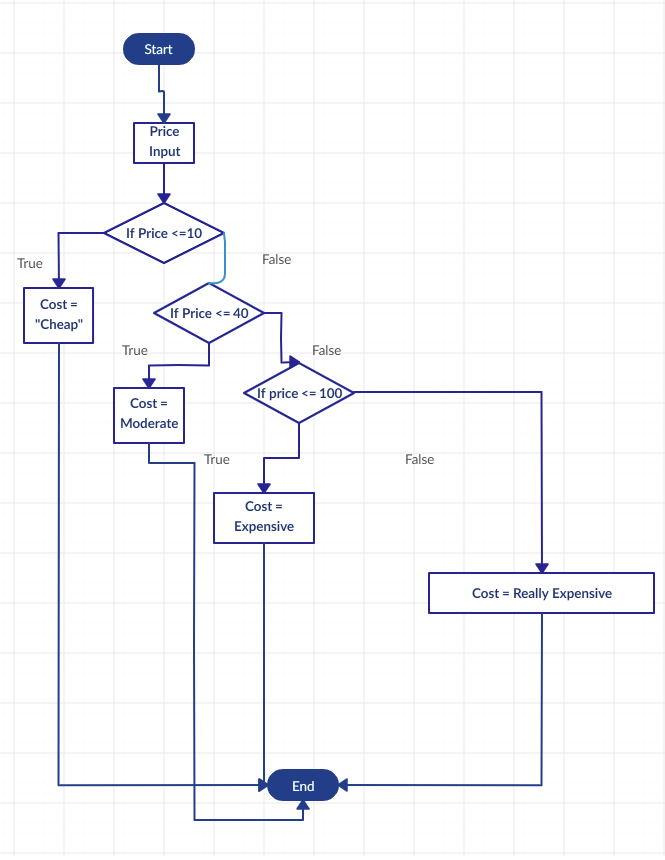 Start
Price
Input
If Price <=10
True
False
Cost =
"Cheap"
If Price <= 40
True
False
Cost =
Moderate
If price <= 100
True
False
Cost =
Expensive
Cost = Really Expensive
End